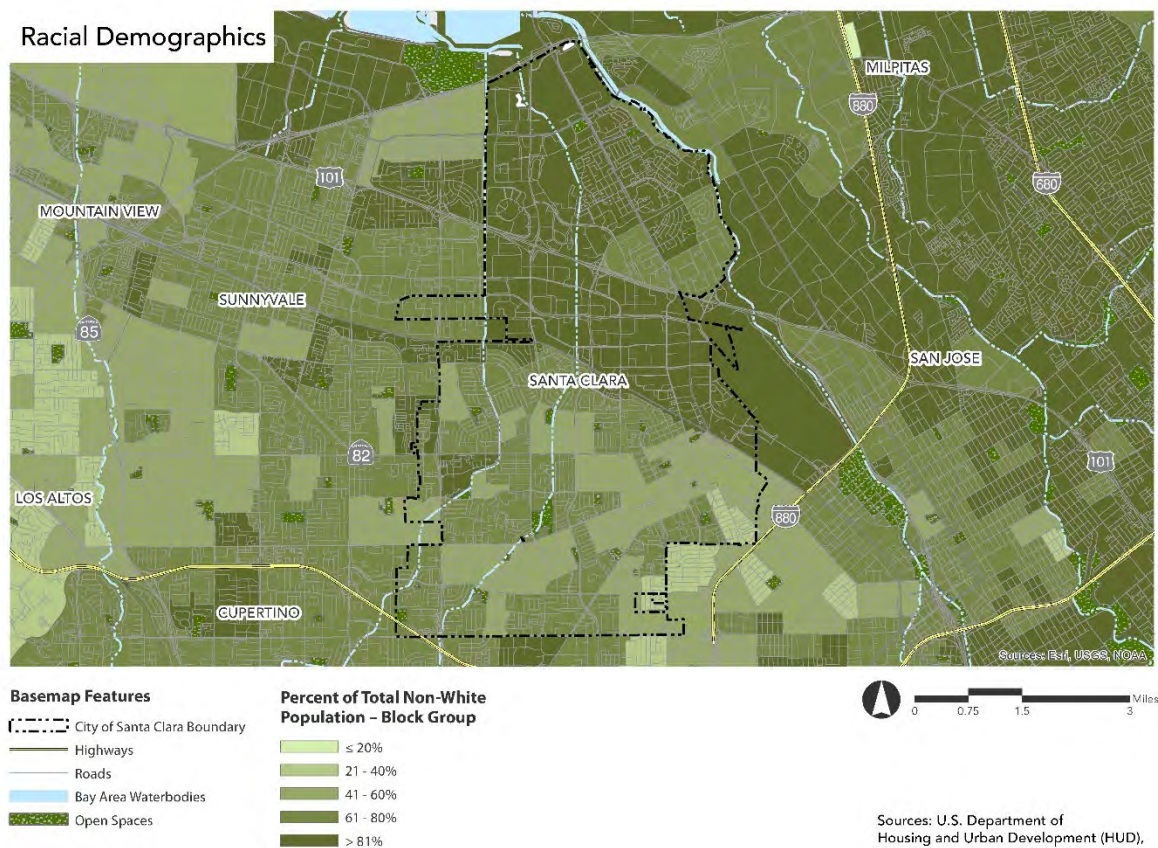 Racial Demographics
MILPITAS
880
680
101
MOUNTAIN VIEW
SUNNYVALE
85
SANTA CLARA
SAN JOSE
82
101
LOS ALTOS
880
CUPERTINO
Sources: Esri, USGS, NOAA
Basemap Features
City of Santa Clara Boundary
Highways
Roads
Bay Area Waterbodies
Open Spaces
Percent of Total Non-White
Population – Block Group
≤ 20%
21 - 40%
41 - 60%
61 - 80%
> 81%
Miles
0 0.75 1.5 3
Sources: U.S. Department of
Housing and Urban Development (HUD),